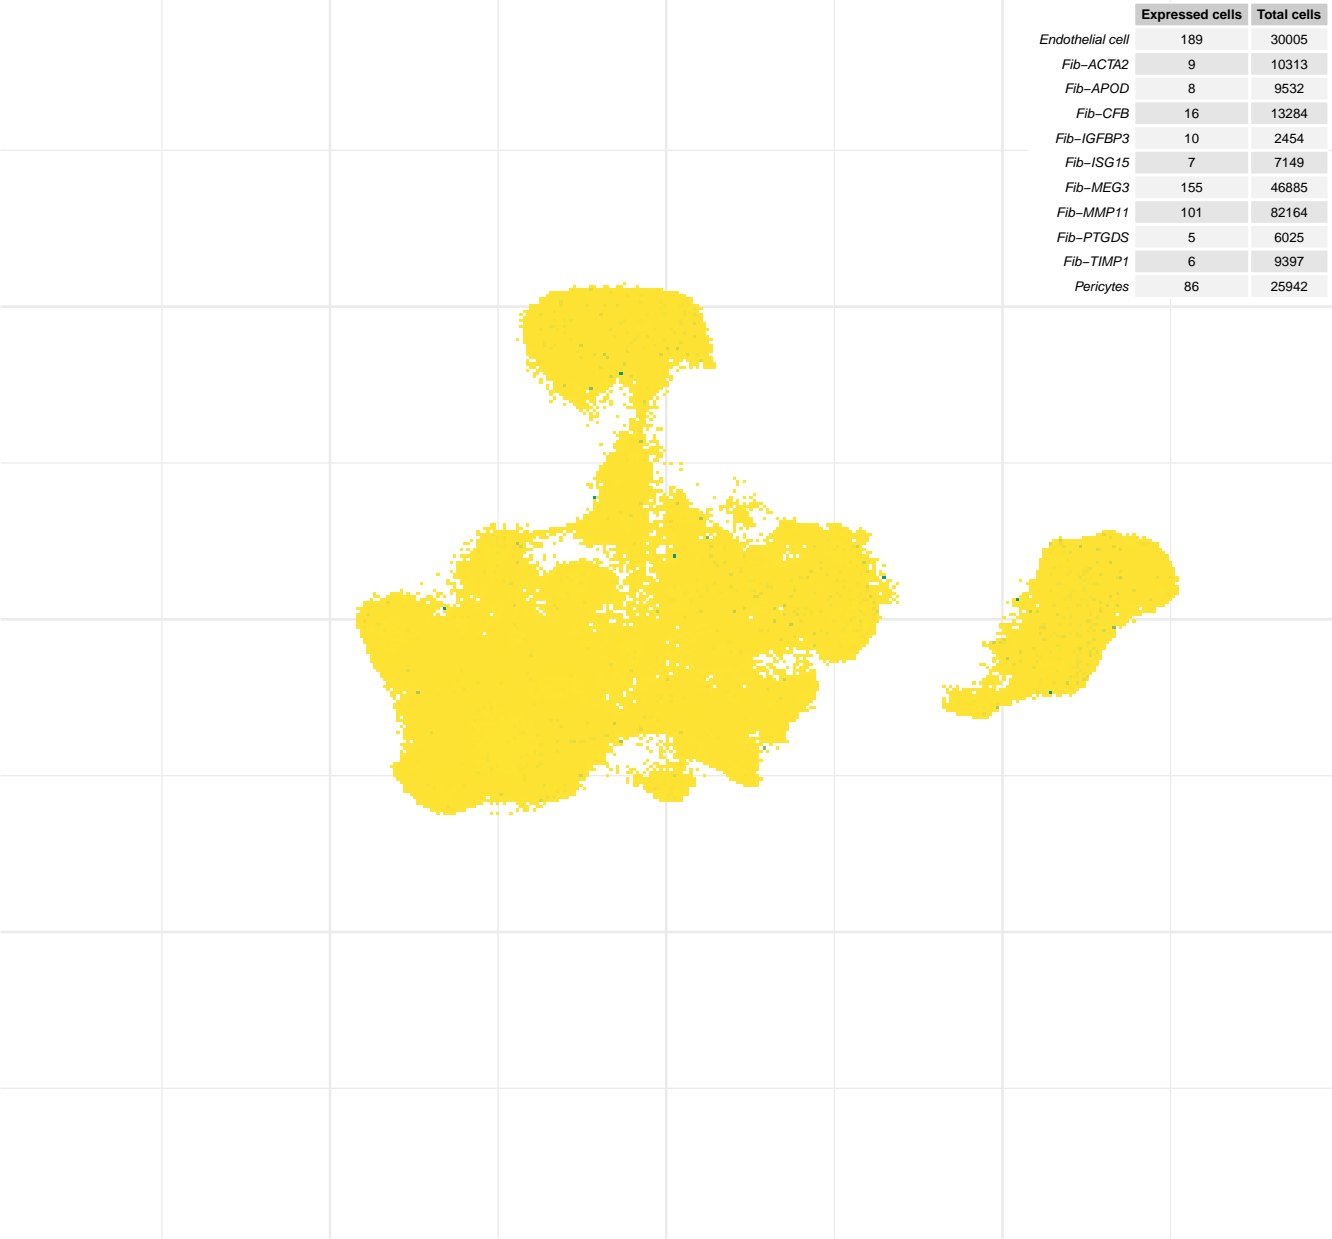 Expressed cells Total cells
Endothelial cell 189 30005
Fib−ACTA2 9 10313
Fib−APOD 8 9532
Fib−CFB 16 13284
Fib−IGFBP3 10 2454
Fib−ISG15 7 7149
Fib−MEG3 155 46885
Fib−MMP11 101 82164
Fib−PTGDS 5 6025
Fib−TIMP1 6 9397
Pericytes 86 25942